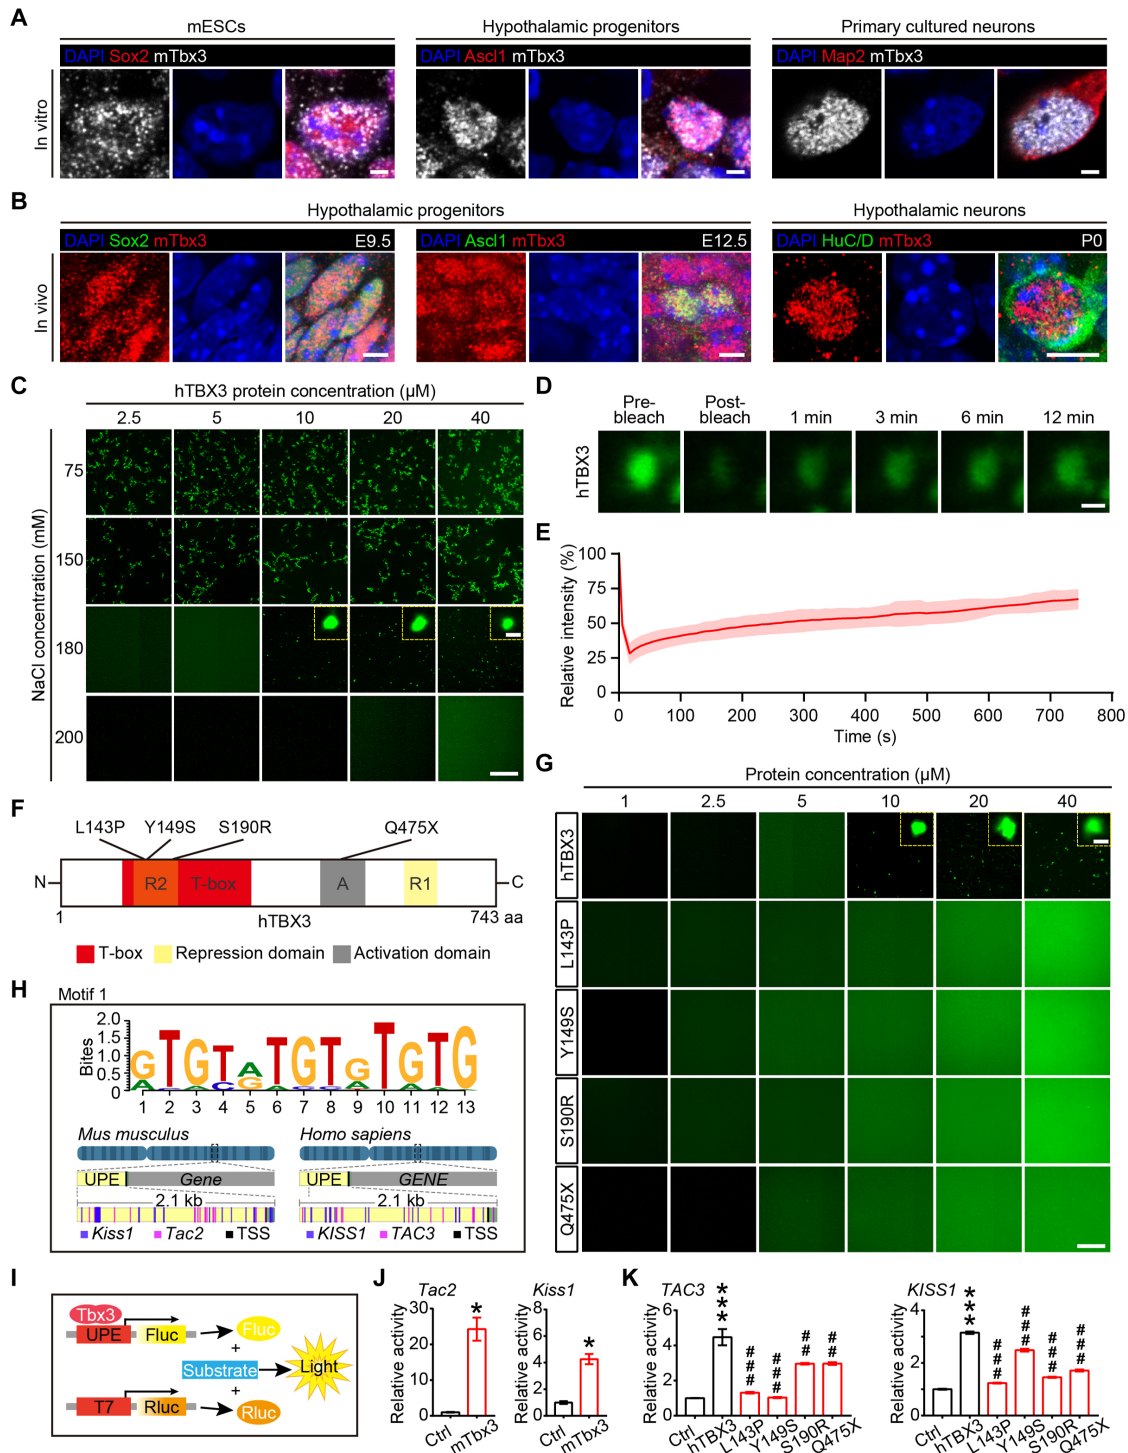 A
mESCs
Hypothalamic progenitors
Primary cultured neurons
DAPI Sox2 mTbx3
DAPI Ascl1 mTbx3
DAPI Map2 mTbx3
In vitro
B
Hypothalamic progenitors
Hypothalamic neurons
DAPI Sox2 mTbx3 E9.5
DAPI Ascl1 mTbx3 E12.5
DAPI HuC/D mTbx3 P0
In vivo
C
hTBX3 protein concentration (μM)
2.5 5 10 20 40
NaCl concentration (mM)
75
150
180
200
D
Pre-bleach
Post-bleach
1 min 3 min 6 min 12 min
hTBX3
E
Relative intensity (%)
100
75
50
25
0
0 100 200 300 400 500 600 700 800
Time (s)
F
L143P Y149S S190R Q475X
N R2 T-box A R1 C
1 hTBX3 743 aa
T-box Repression domain Activation domain
G
Protein concentration (μM)
1 2.5 5 10 20 40
hTBX3
L143P
Y149S
S190R
Q475X
H
Motif 1
Bites
2.0
1.5
1.0
0.5
0
G T G T A T G T G T G T G
A C G A
1 2 3 4 5 6 7 8 9 10 11 12 13
Mus musculus Homo sapiens
UPE Gene UPE GENE
2.1 kb 2.1 kb
Kiss1 Tac2 TSS KISS1 TAC3 TSS
I
Tbx3
UPE Fluc Fluc
+
Substrate Light
+
T7 Rluc Rluc
J
Tac2
Relative activity
30
20
10
0
*
Ctrl mTbx3
Kiss1
Relative activity
8
6
4
2
0
*
Ctrl mTbx3
K
TAC3
Relative activity
6
4
2
0
*** ### ### ## ##
Ctrl hTBX3 L143P Y149S S190R Q475X
KISS1
Relative activity
4
3
2
1
0
*** ### ### ### ###
Ctrl hTBX3 L143P Y149S S190R Q475X